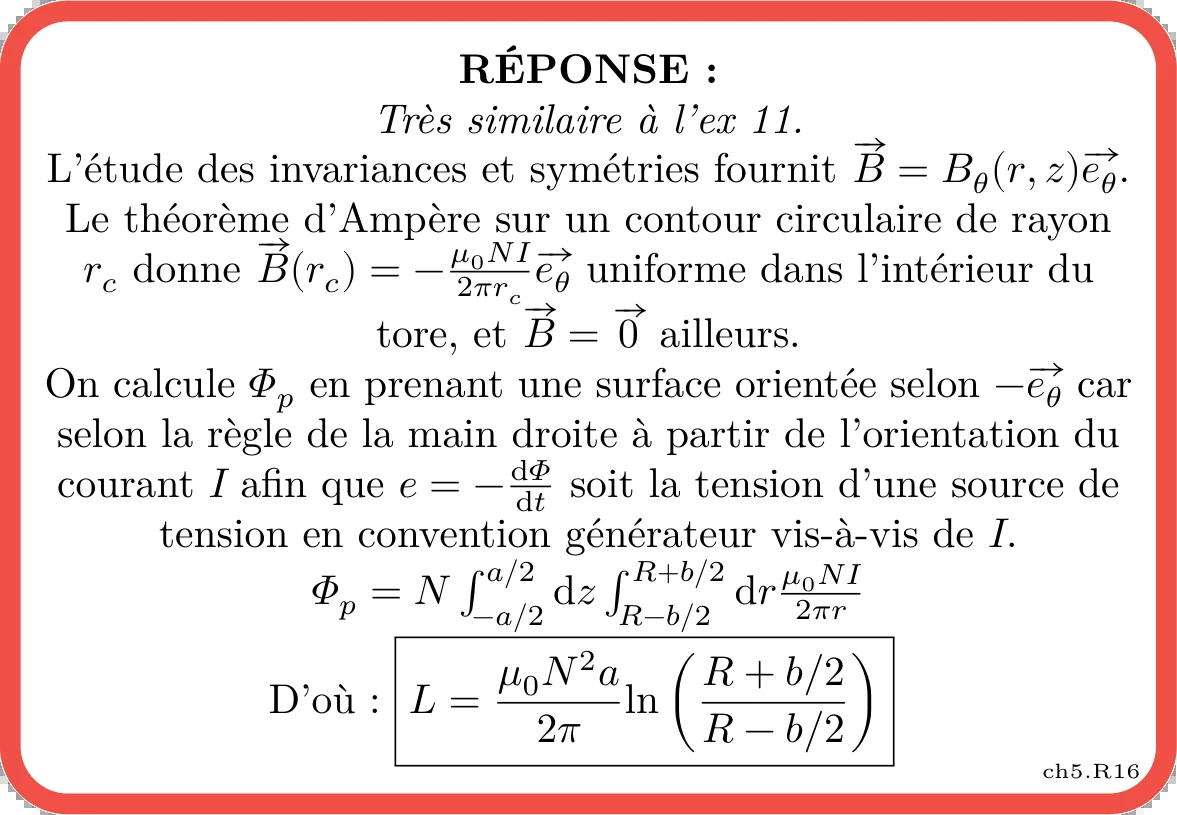 RÉPONSE :
Très similaire à l'ex 11.
L'étude des invariances et symétries fournit $\overrightarrow{B} = B_\theta(r, z)\overrightarrow{e_\theta}$.
Le théorème d'Ampère sur un contour circulaire de rayon
$r_c$ donne $\overrightarrow{B}(r_c) = -\frac{\mu_0 NI}{2\pi r_c}\overrightarrow{e_\theta}$ uniforme dans l'intérieur du
tore, et $\overrightarrow{B} = \overrightarrow{0}$ ailleurs.
On calcule $\Phi_p$ en prenant une surface orientée selon $-\overrightarrow{e_\theta}$ car
selon la règle de la main droite à partir de l'orientation du
courant $I$ afin que $e = -\frac{\mathrm{d}\Phi}{\mathrm{d}t}$ soit la tension d'une source de
tension en convention générateur vis-à-vis de $I$.
$\Phi_p = N \int_{-a/2}^{a/2} \mathrm{d}z \int_{R-b/2}^{R+b/2} \mathrm{d}r \frac{\mu_0 NI}{2\pi r}$
D'où : $L = \frac{\mu_0 N^2 a}{2\pi} \ln\left(\frac{R + b/2}{R - b/2}\right)$
ch5.R16